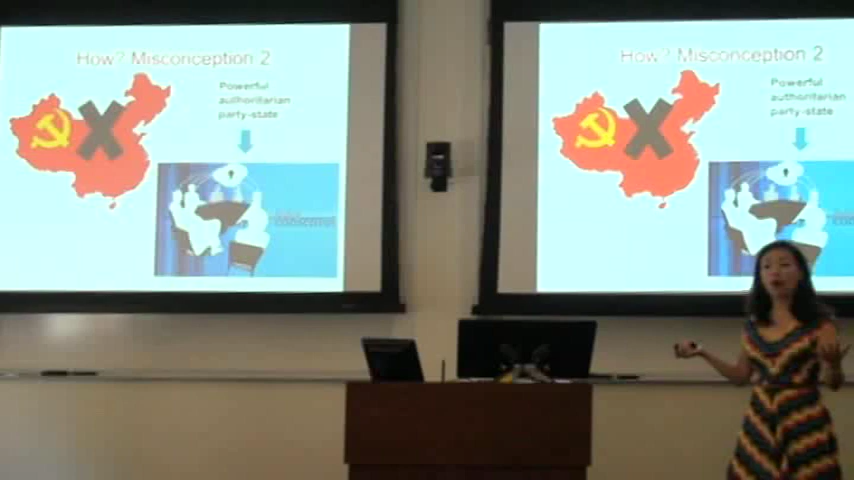 How? Misconception 2
Powerful
authoritarian
party-state
How? Misconception 2
Powerful
authoritarian
party-state